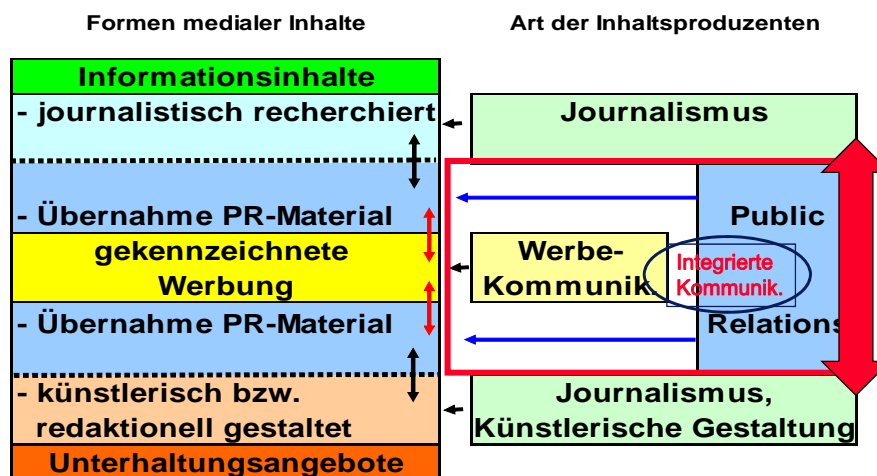 Formen medialer Inhalte
Art der Inhaltsproduzenten
Informationsinhalte
- journalistisch recherchiert
Journalismus
- Übernahme PR-Material
Public
gekennzeichnete
Werbung
Werbe-
Kommunik.
Integrierte
Kommunik.
- Übernahme PR-Material
Relations
- künstlerisch bzw.
redaktionell gestaltet
Journalismus,
Künstlerische Gestaltung
Unterhaltungsangebote